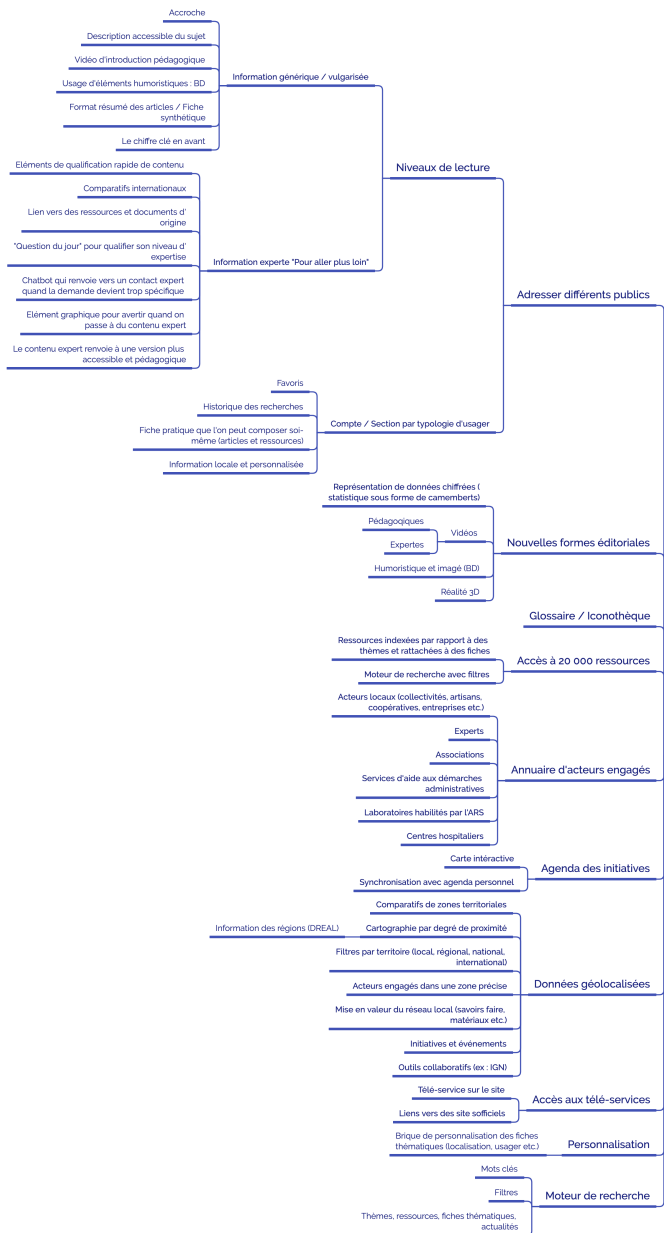 Accroche
Description accessible du sujet
Vidéo d'introduction pédagogique
Usage d'éléments humoristiques : BD
Format résumé des articles / Fiche
synthétique
Le chiffre clé en avant
Information générique / vulgarisée
Eléments de qualification rapide de contenu
Comparatifs internationaux
Lien vers des ressources et documents d'
origine
"Question du jour" pour qualifier son niveau d'
expertise
Chatbot qui renvoie vers un contact expert
quand la demande devient trop spécifique
Elément graphique pour avertir quand on
passe à du contenu expert
Le contenu expert renvoie à une version plus
accessible et pédagogique
Information experte "Pour aller plus loin"
Niveaux de lecture
Favoris
Historique des recherches
Fiche pratique que l'on peut composer soi-
même (articles et ressources)
Information locale et personnalisée
Compte / Section par typologie d'usager
Adresser différents publics
Représentation de données chiffrées (
statistique sous forme de camemberts)
Pédagogiques
Expertes
Vidéos
Humoristique et imagé (BD)
Réalité 3D
Nouvelles formes éditoriales
Glossaire / Iconothèque
Ressources indexées par rapport à des
thèmes et rattachées à des fiches
Moteur de recherche avec filtres
Accès à 20 000 ressources
Acteurs locaux (collectivités, artisans,
coopératives, entreprises etc.)
Experts
Associations
Services d'aide aux démarches
administratives
Laboratoires habilités par l'ARS
Centres hospitaliers
Annuaire d'acteurs engagés
Carte intéractive
Synchronisation avec agenda personnel
Agenda des initiatives
Comparatifs de zones territoriales
Information des régions (DREAL)
Cartographie par degré de proximité
Filtres par territoire (local, régional, national,
international)
Acteurs engagés dans une zone précise
Mise en valeur du réseau local (savoirs faire,
matériaux etc.)
Initiatives et événements
Outils collaboratifs (ex : IGN)
Données géolocalisées
Télé-service sur le site
Liens vers des site sofficiels
Accès aux télé-services
Brique de personnalisation des fiches
thématiques (localisation, usager etc.)
Personnalisation
Mots clés
Filtres
Thèmes, ressources, fiches thématiques,
actualités
Moteur de recherche